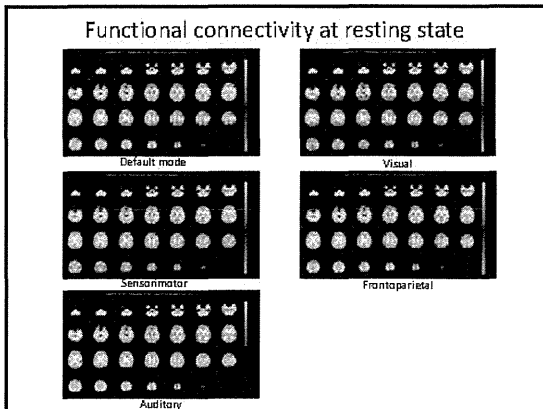 Functional connectivity at resting state
Default mode
Visual
Sensorimotor
Frontoparietal
Auditory